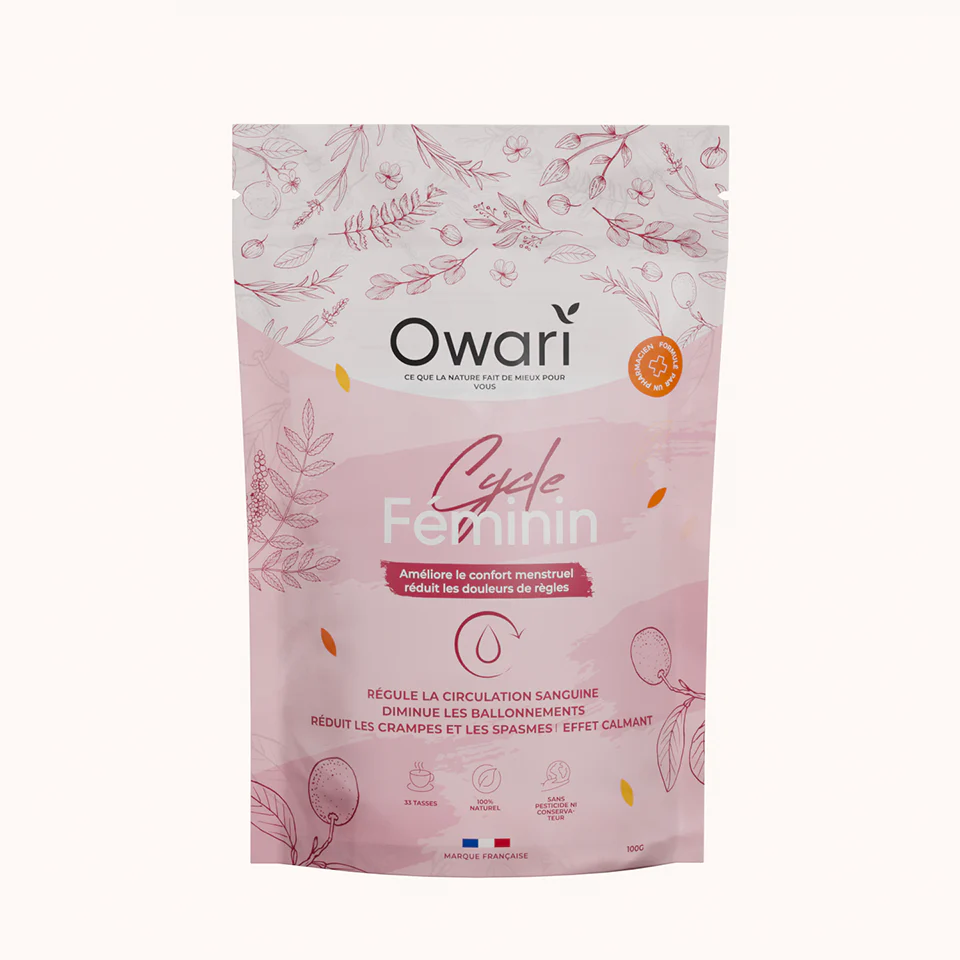 Owari
CE QUE LA NATURE FAIT DE MIEUX POUR
VOUS
FORMULÉ PAR UN PHARMACIEN
Cycle
Féminin
Améliore le confort menstruel
réduit les douleurs de règles
RÉGULE LA CIRCULATION SANGUINE
DIMINUE LES BALLONNEMENTS
RÉDUIT LES CRAMPES ET LES SPASMES | EFFET CALMANT
33 TASSES
100%
NATUREL
SANS
PESTICIDE NI
CONSERVA-
TEUR
MARQUE FRANÇAISE
100G